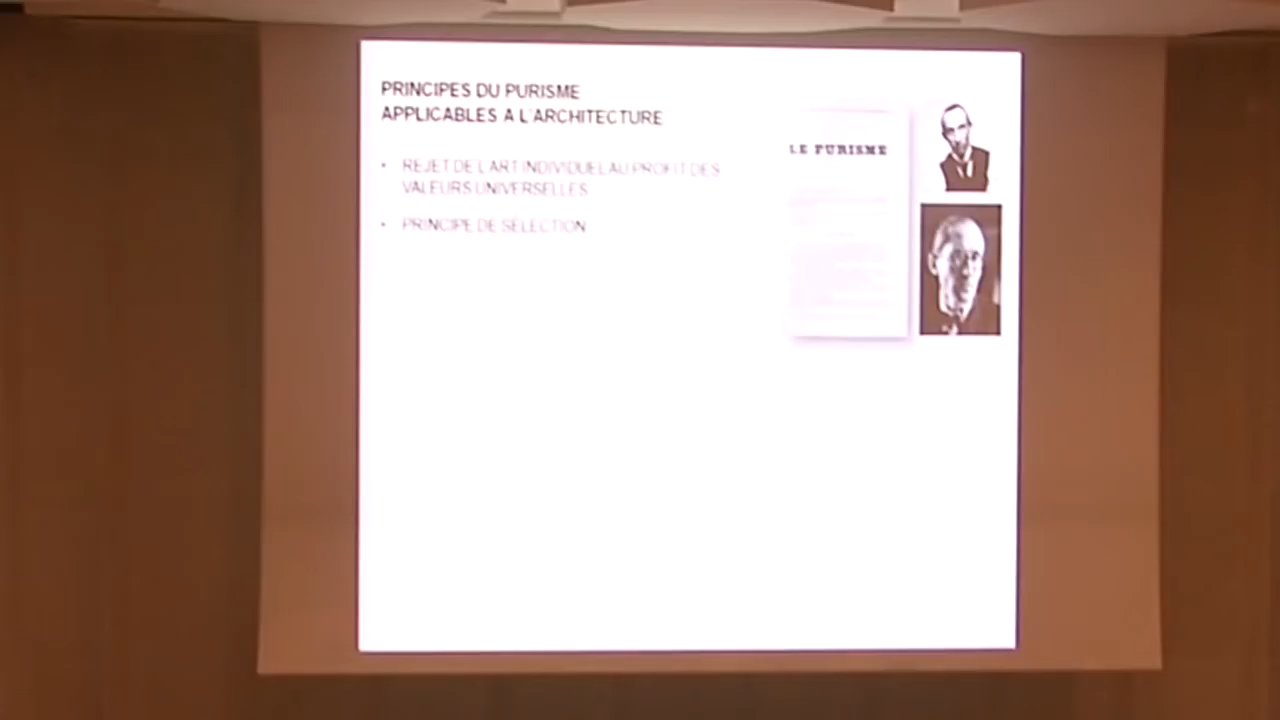 PRINCIPES DU PURISME
APPLICABLES A L'ARCHITECTURE
• REJET DE L'ART INDIVIDUEL AU PROFIT DES
VALEURS UNIVERSELLES
• PRINCIPE DE SELECTION
LE PURISME